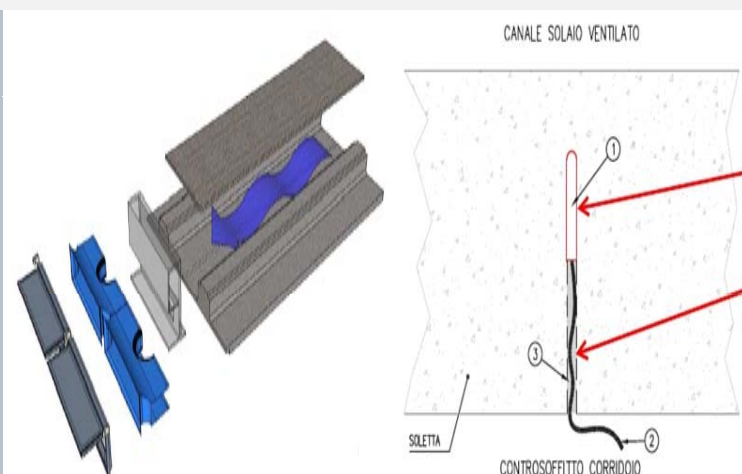 CANALE SOLAIO VENTILATO
1
3
SOLETTA
2
CONTROSOFFITTO CORRIDOIO